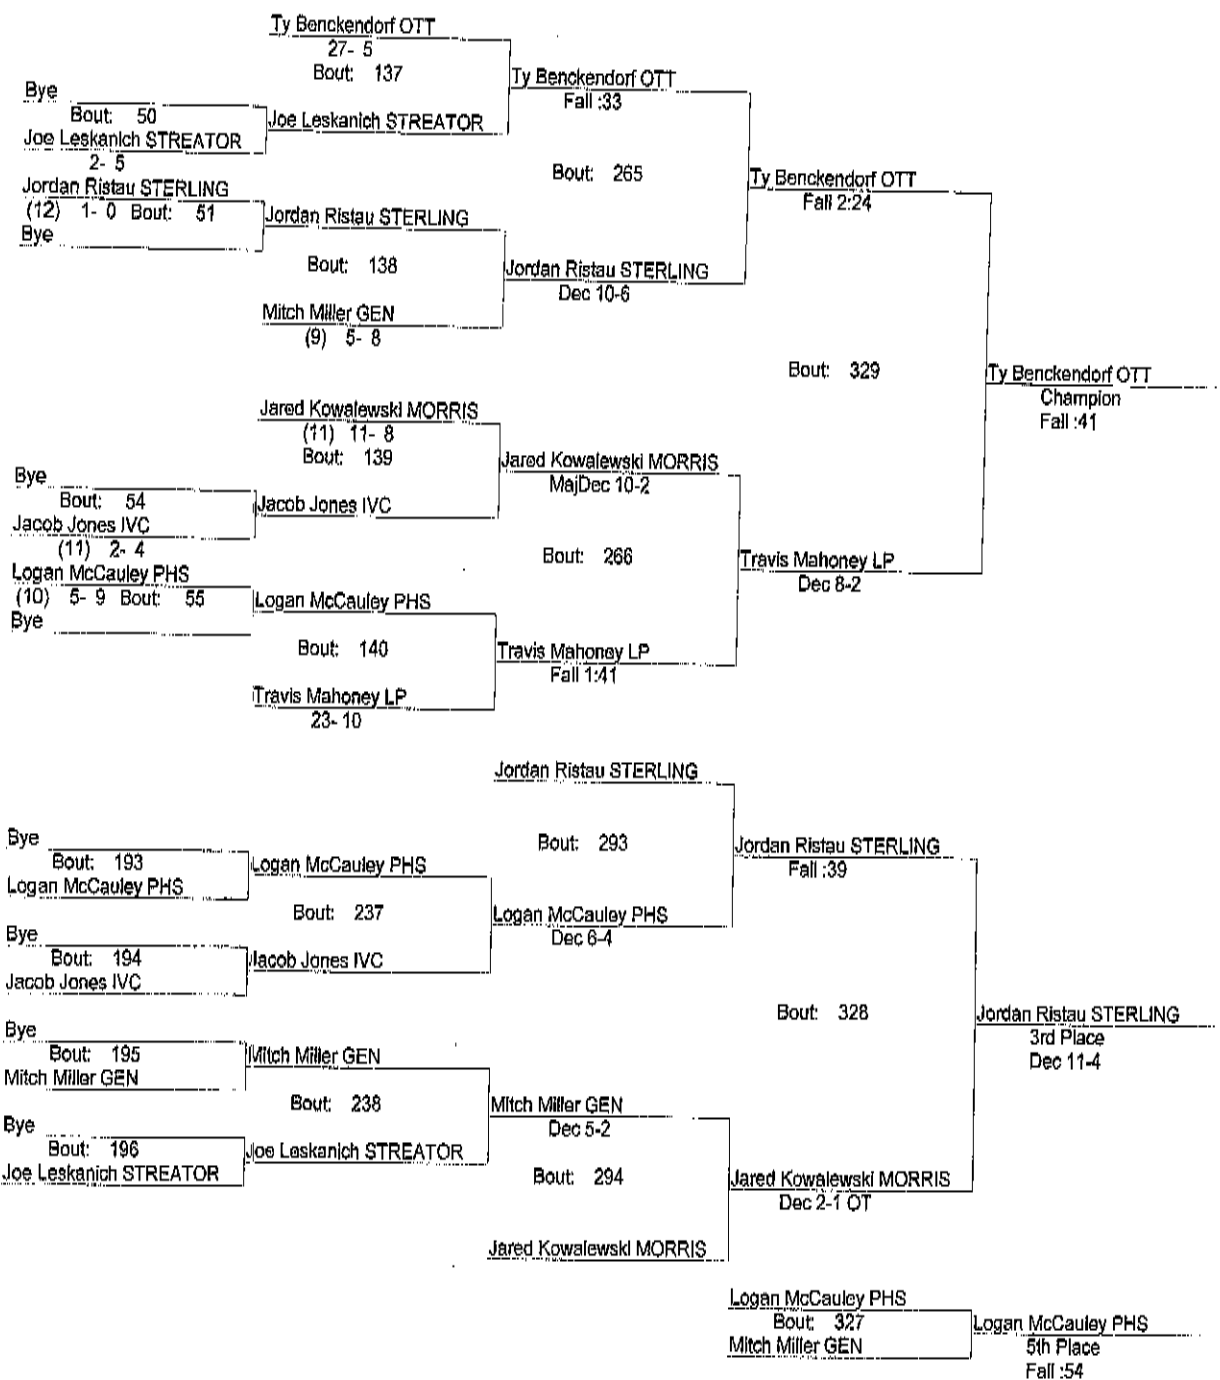 Ty Benckendorf OTT
27- 5
Bout: 137
Ty Benckendorf OTT
Fall :33
Bye
Bout: 50
Joe Leskanich STREATOR
Joe Leskanich STREATOR
2- 5
Bout: 265
Ty Benckendorf OTT
Fall 2:24
Jordan Ristau STERLING
(12) 1- 0 Bout: 51
Jordan Ristau STERLING
Bye
Bout: 138
Jordan Ristau STERLING
Dec 10-6
Mitch Miller GEN
(9) 5- 8
Bout: 329
Ty Benckendorf OTT
Champion
Fall :41
Jared Kowalewski MORRIS
(11) 11- 8
Bout: 139
Jared Kowalewski MORRIS
MajDec 10-2
Bye
Bout: 54
Jacob Jones IVC
Jacob Jones IVC
(11) 2- 4
Bout: 266
Travis Mahoney LP
Dec 8-2
Logan McCauley PHS
(10) 5- 9 Bout: 55
Logan McCauley PHS
Bye
Bout: 140
Travis Mahoney LP
Fall 1:41
Travis Mahoney LP
23- 10
Jordan Ristau STERLING
Bye
Bout: 193
Logan McCauley PHS
Logan McCauley PHS
Bout: 293
Jordan Ristau STERLING
Fall :39
Bout: 237
Logan McCauley PHS
Dec 6-4
Bye
Bout: 194
Jacob Jones IVC
Jacob Jones IVC
Bout: 328
Jordan Ristau STERLING
3rd Place
Dec 11-4
Bye
Bout: 195
Mitch Miller GEN
Mitch Miller GEN
Bout: 238
Mitch Miller GEN
Dec 5-2
Bye
Bout: 196
Joe Leskanich STREATOR
Joe Leskanich STREATOR
Bout: 294
Jared Kowalewski MORRIS
Dec 2-1 OT
Jared Kowalewski MORRIS
Logan McCauley PHS
Bout: 327
Mitch Miller GEN
Logan McCauley PHS
5th Place
Fall :54